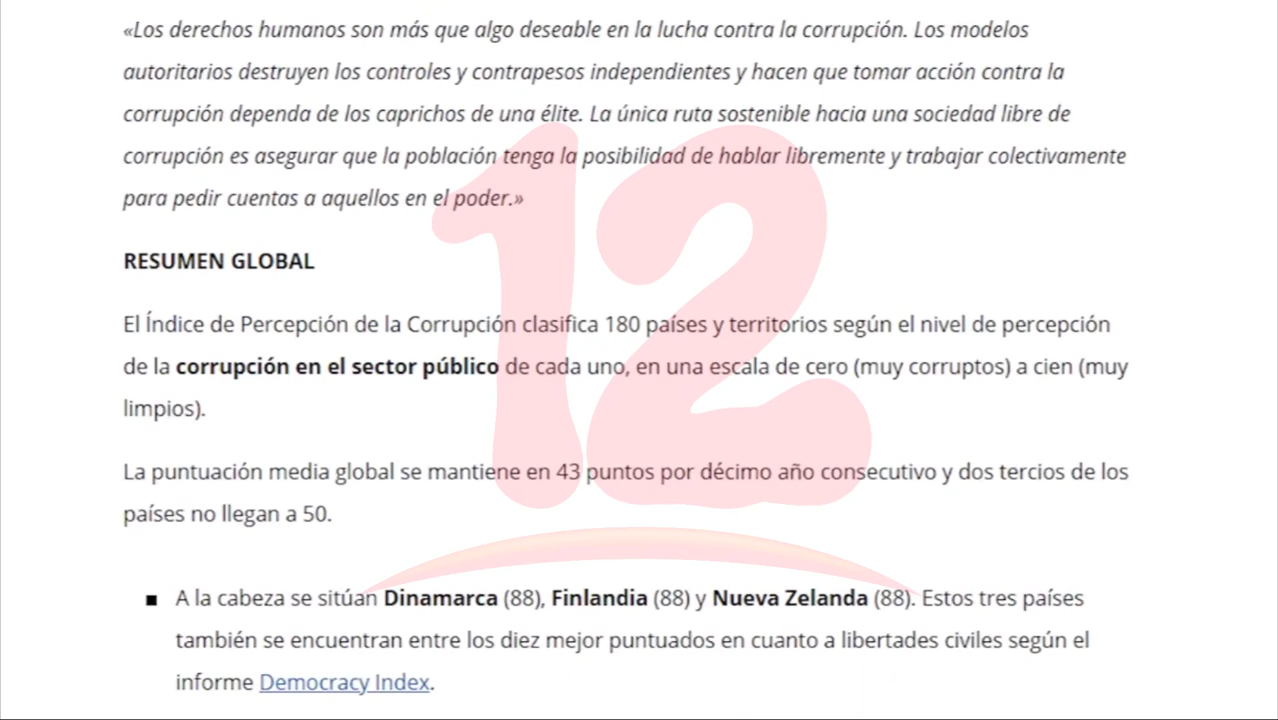 «Los derechos humanos son más que algo deseable en la lucha contra la corrupción. Los modelos
autoritarios destruyen los controles y contrapesos independientes y hacen que tomar acción contra la
corrupción dependa de los caprichos de una élite. La única ruta sostenible hacia una sociedad libre de
corrupción es asegurar que la población tenga la posibilidad de hablar libremente y trabajar colectivamente
para pedir cuentas a aquellos en el poder.»
RESUMEN GLOBAL
El Índice de Percepción de la Corrupción clasifica 180 países y territorios según el nivel de percepción
de la corrupción en el sector público de cada uno, en una escala de cero (muy corruptos) a cien (muy
limpios).
La puntuación media global se mantiene en 43 puntos por décimo año consecutivo y dos tercios de los
países no llegan a 50.
■ A la cabeza se sitúan Dinamarca (88), Finlandia (88) y Nueva Zelanda (88). Estos tres países
también se encuentran entre los diez mejor puntuados en cuanto a libertades civiles según el
informe Democracy Index.
12